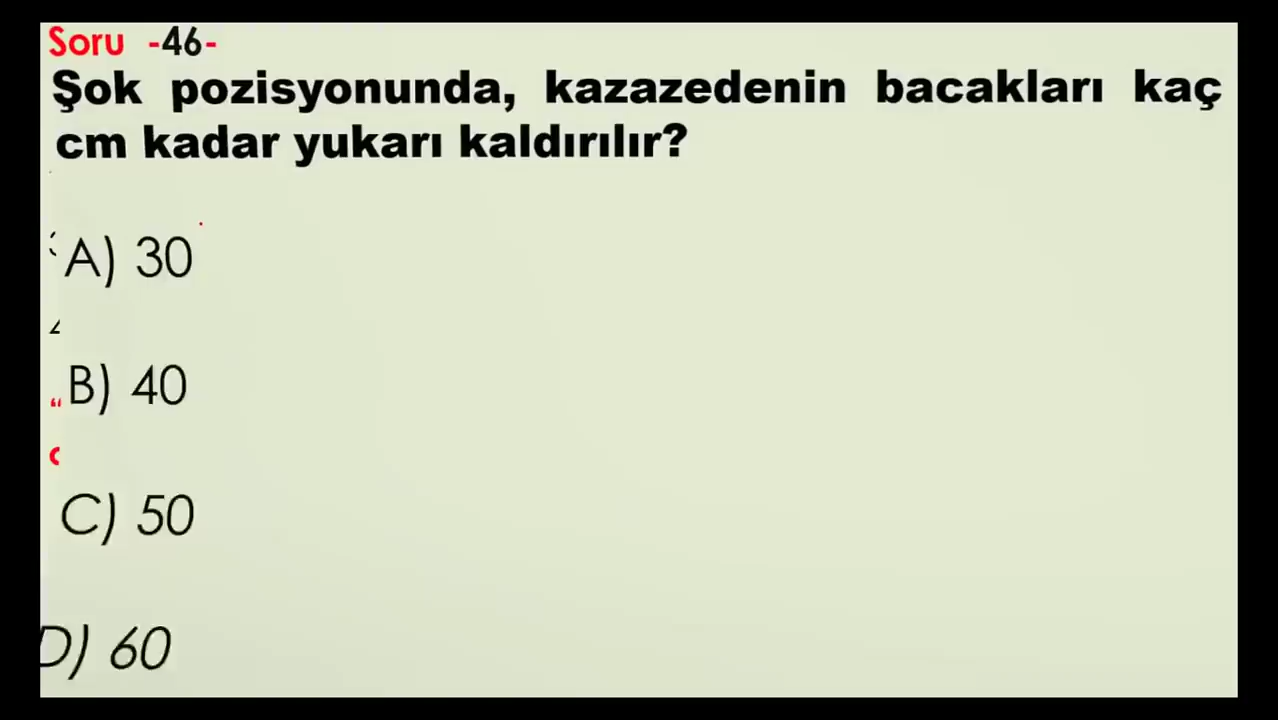 Soru -46-
Şok pozisyonunda, kazazedenin bacakları kaç
cm kadar yukarı kaldırılır?
A) 30
B) 40
C) 50
D) 60